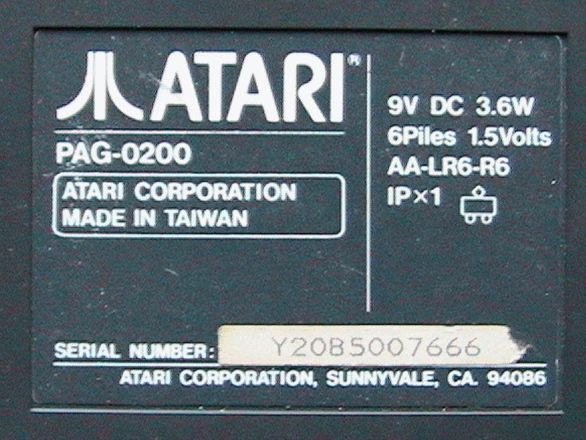 ATARI®
PAG-0200
ATARI CORPORATION
MADE IN TAIWAN
9V DC 3.6W
6Piles 1.5Volts
AA-LR6-R6
IP×1
SERIAL NUMBER: Y2085007666
ATARI CORPORATION, SUNNYVALE, CA. 94086